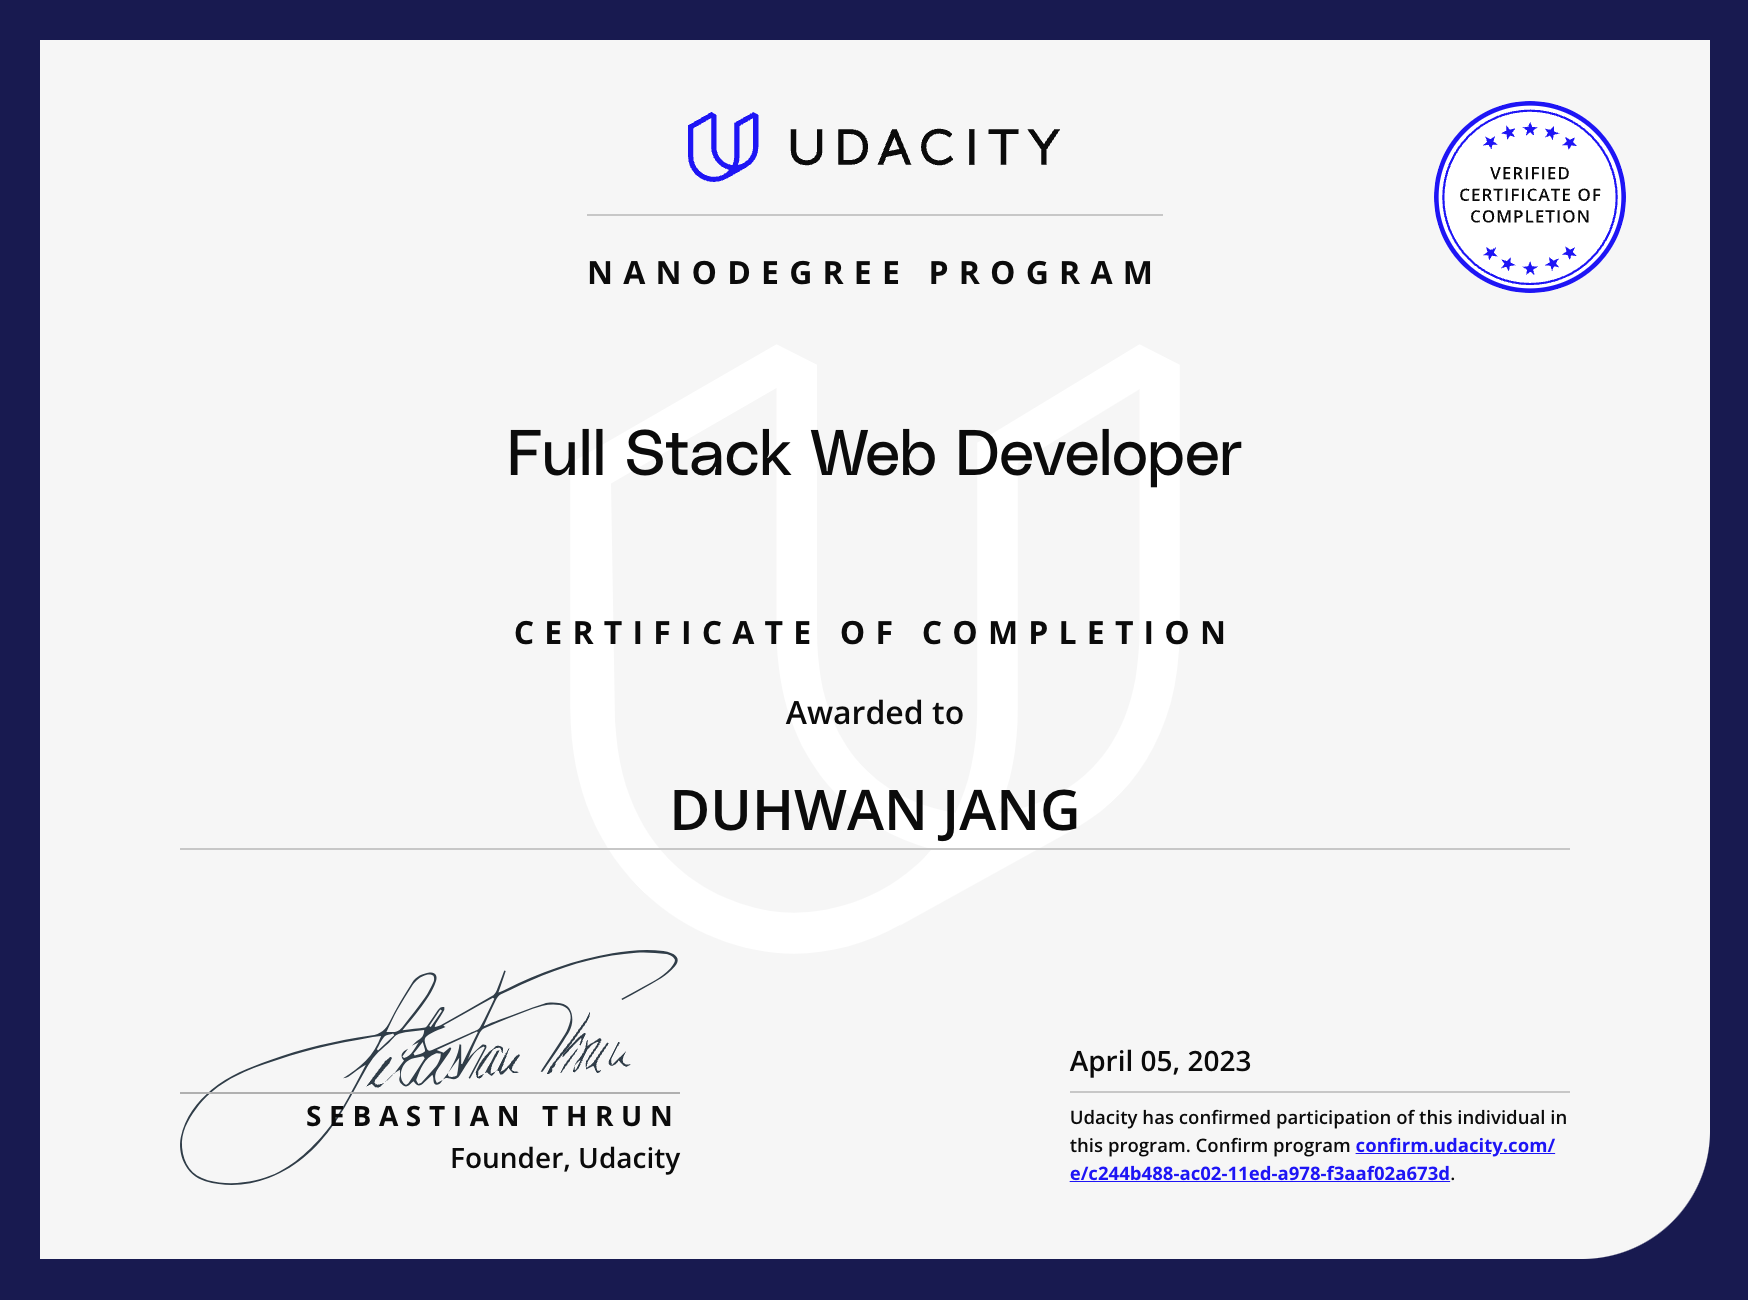 UDACITY
VERIFIED
CERTIFICATE OF
COMPLETION
NANODEGREE PROGRAM
Full Stack Web Developer
CERTIFICATE OF COMPLETION
Awarded to
DUHWAN JANG
Sebastian Thrun
SEBASTIAN THRUN
Founder, Udacity
April 05, 2023
Udacity has confirmed participation of this individual in
this program. Confirm program confirm.udacity.com/
e/c244b488-ac02-11ed-a978-f3aaf02a673d.